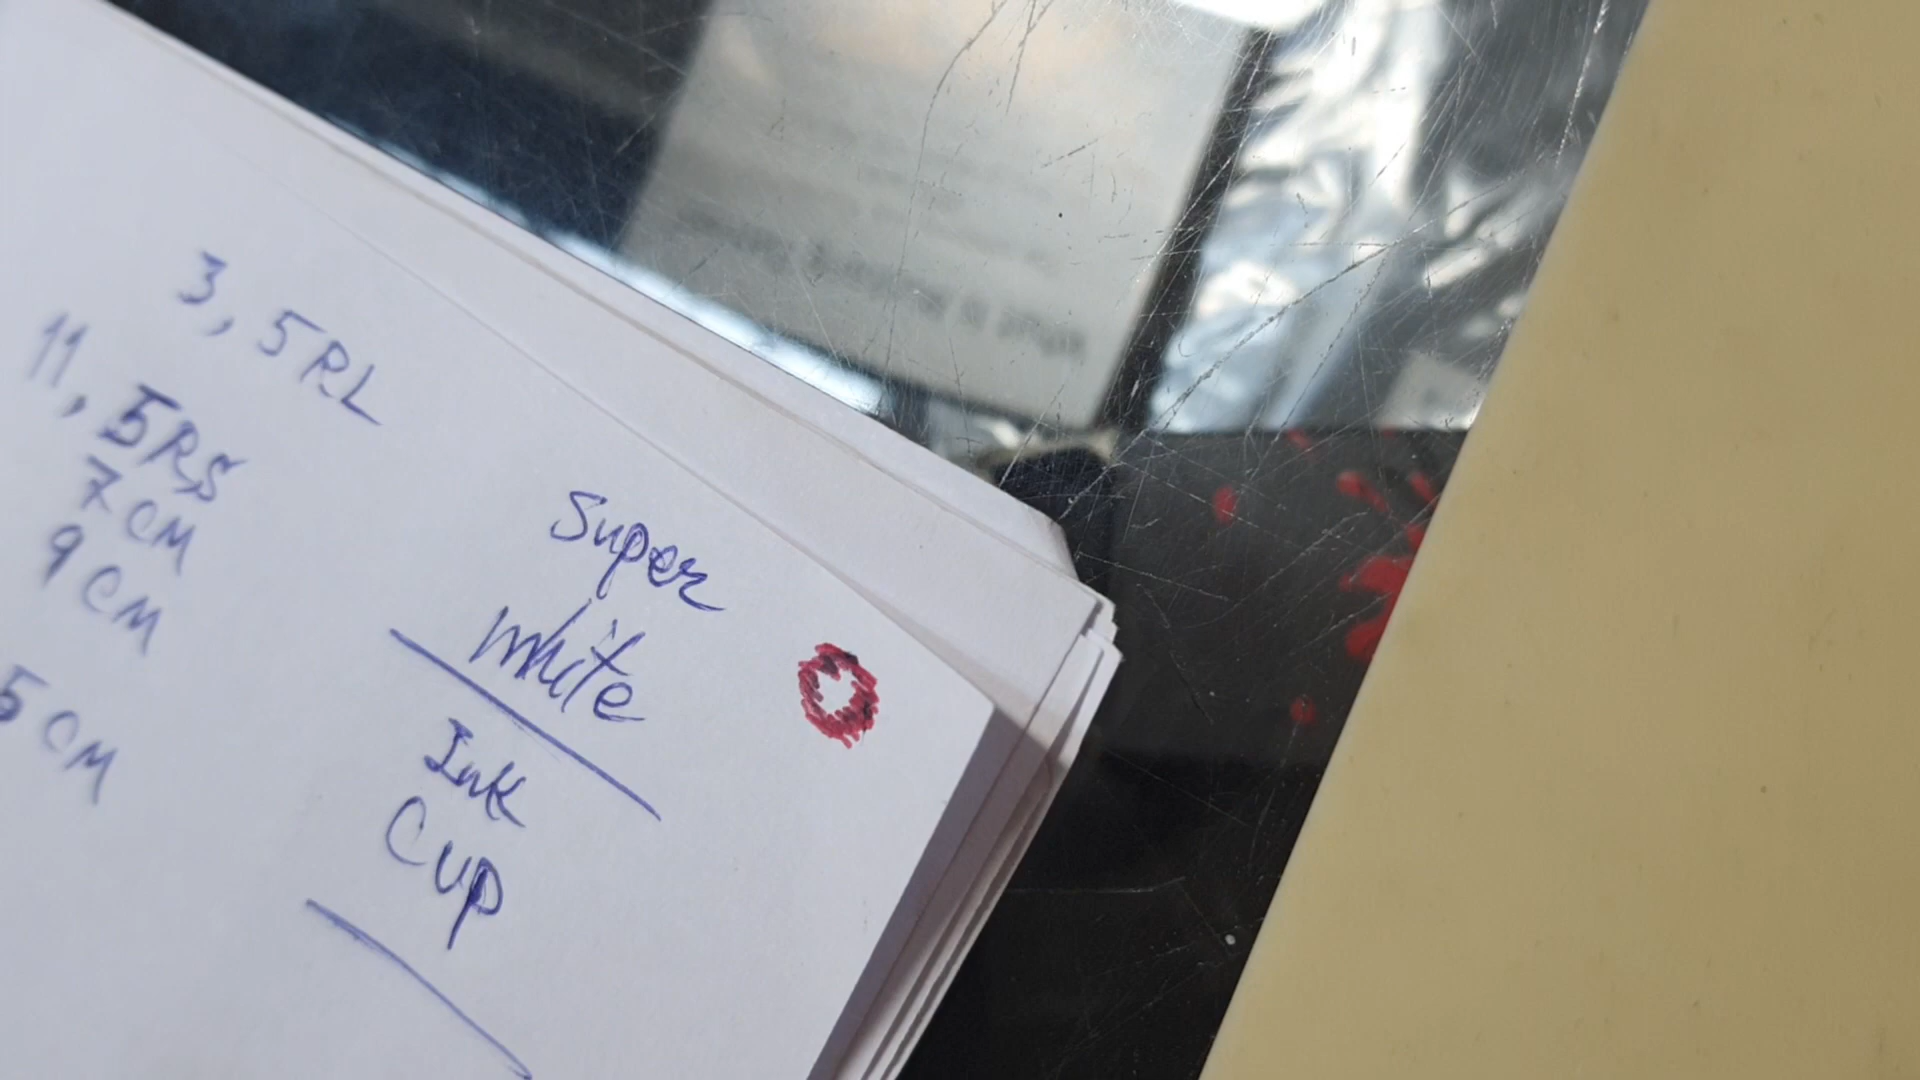 3, 5RL
11, 5RS
7CM
9CM
5CM
Super
White
Ink
Cup